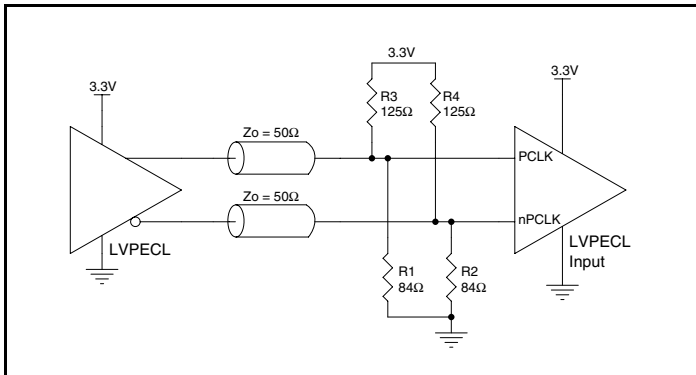 3.3V
3.3V
3.3V
R3
125Ω
R4
125Ω
Zo = 50Ω
PCLK
Zo = 50Ω
nPCLK
LVPECL
LVPECL
Input
R1
84Ω
R2
84Ω